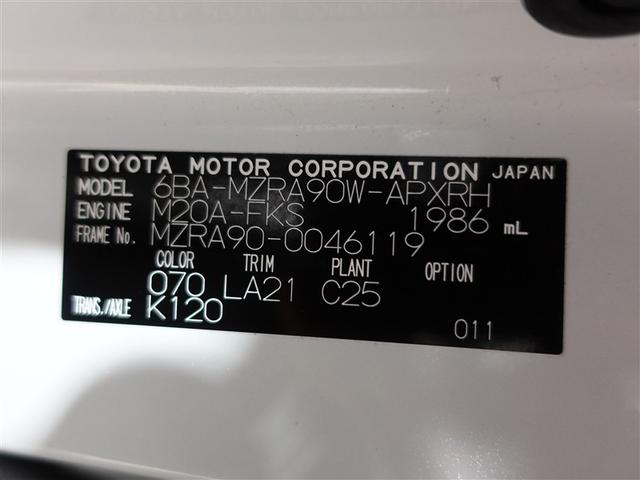 TOYOTA MOTOR CORPORATION JAPAN
MODEL 6BA-MZRA90W-APXRH
ENGINE M20A-FKS 1986 mL
FRAME No. MZRA90-0046119
COLOR TRIM PLANT OPTION
070 LA21 C25
TRANS./AXLE K120
011